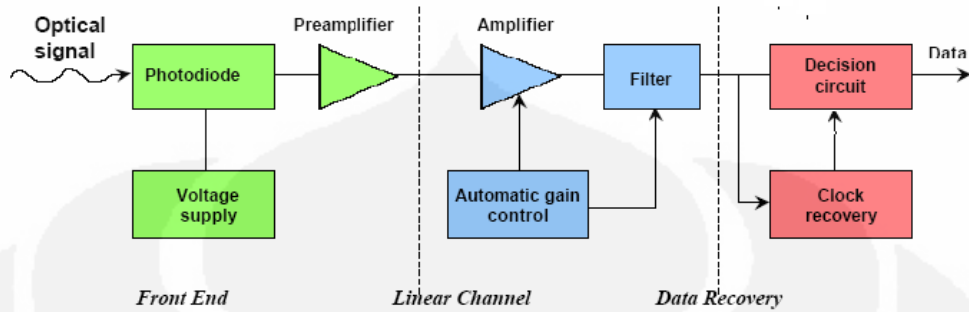 Optical
signal
Preamplifier
Amplifier
Photodiode
Filter
Decision
circuit
Data
Voltage
supply
Automatic gain
control
Clock
recovery
Front End
Linear Channel
Data Recovery